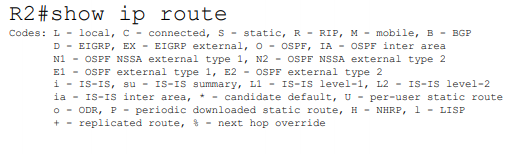 R2#show ip route
Codes: L - local, C - connected, S - static, R - RIP, M - mobile, B - BGP
D - EIGRP, EX - EIGRP external, O - OSPF, IA - OSPF inter area
N1 - OSPF NSSA external type 1, N2 - OSPF NSSA external type 2
E1 - OSPF external type 1, E2 - OSPF external type 2
i - IS-IS, su - IS-IS summary, L1 - IS-IS level-1, L2 - IS-IS level-2
ia - IS-IS inter area, * - candidate default, U - per-user static route
o - ODR, P - periodic downloaded static route, H - NHRP, l - LISP
+ - replicated route, % - next hop override